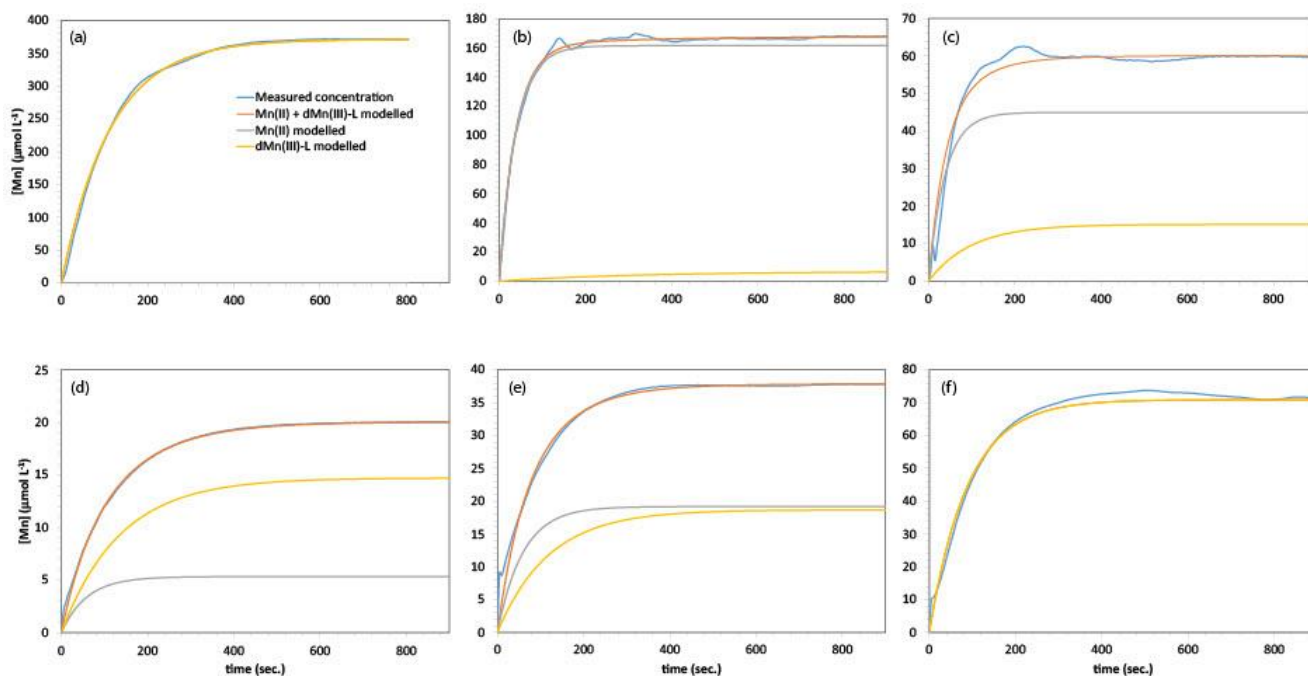 (a)
400
350
300
250
200
150
100
50
0
[Mn] (µmol L⁻¹)
Measured concentration
Mn(II) + dMn(III)-L modelled
Mn(II) modelled
dMn(III)-L modelled
0 200 400 600 800
(b)
180
160
140
120
100
80
60
40
20
0
0 200 400 600 800
(c)
70
60
50
40
30
20
10
0
0 200 400 600 800
(d)
25
20
15
10
5
0
[Mn] (µmol L⁻¹)
0 200 400 600 800
time (sec.)
(e)
40
35
30
25
20
15
10
5
0
0 200 400 600 800
time (sec.)
(f)
80
70
60
50
40
30
20
10
0
0 200 400 600 800
time (sec.)